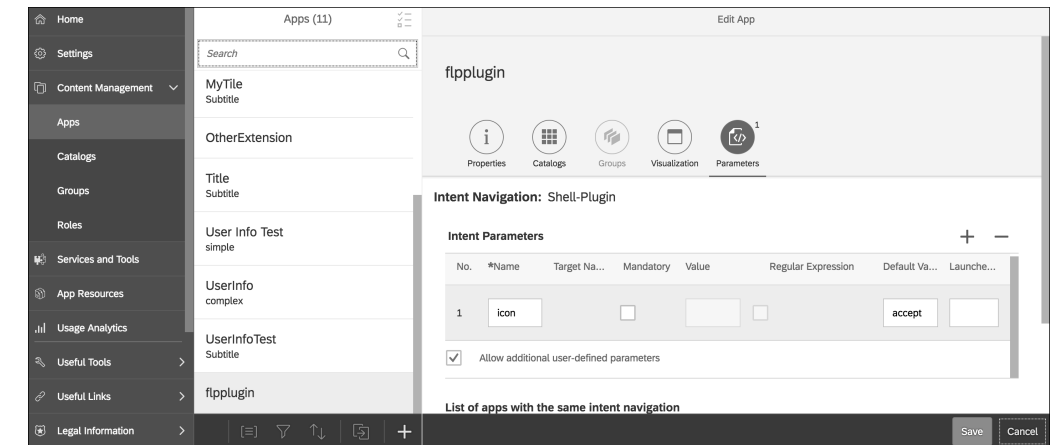 Home
Settings
Content Management
Apps
Catalogs
Groups
Roles
Services and Tools
App Resources
Usage Analytics
Useful Tools
Useful Links
Legal Information
Apps (11)
Search
MyTile
Subtitle
OtherExtension
Title
Subtitle
User Info Test
simple
UserInfo
complex
UserInfoTest
Subtitle
flpplugin
Edit App
flpplugin
Properties Catalogs Groups Visualization Parameters 1
Intent Navigation: Shell-Plugin
Intent Parameters
No. *Name Target Na... Mandatory Value Regular Expression Default Va... Launche...
1 icon accept
Allow additional user-defined parameters
List of apps with the same intent navigation
Save Cancel